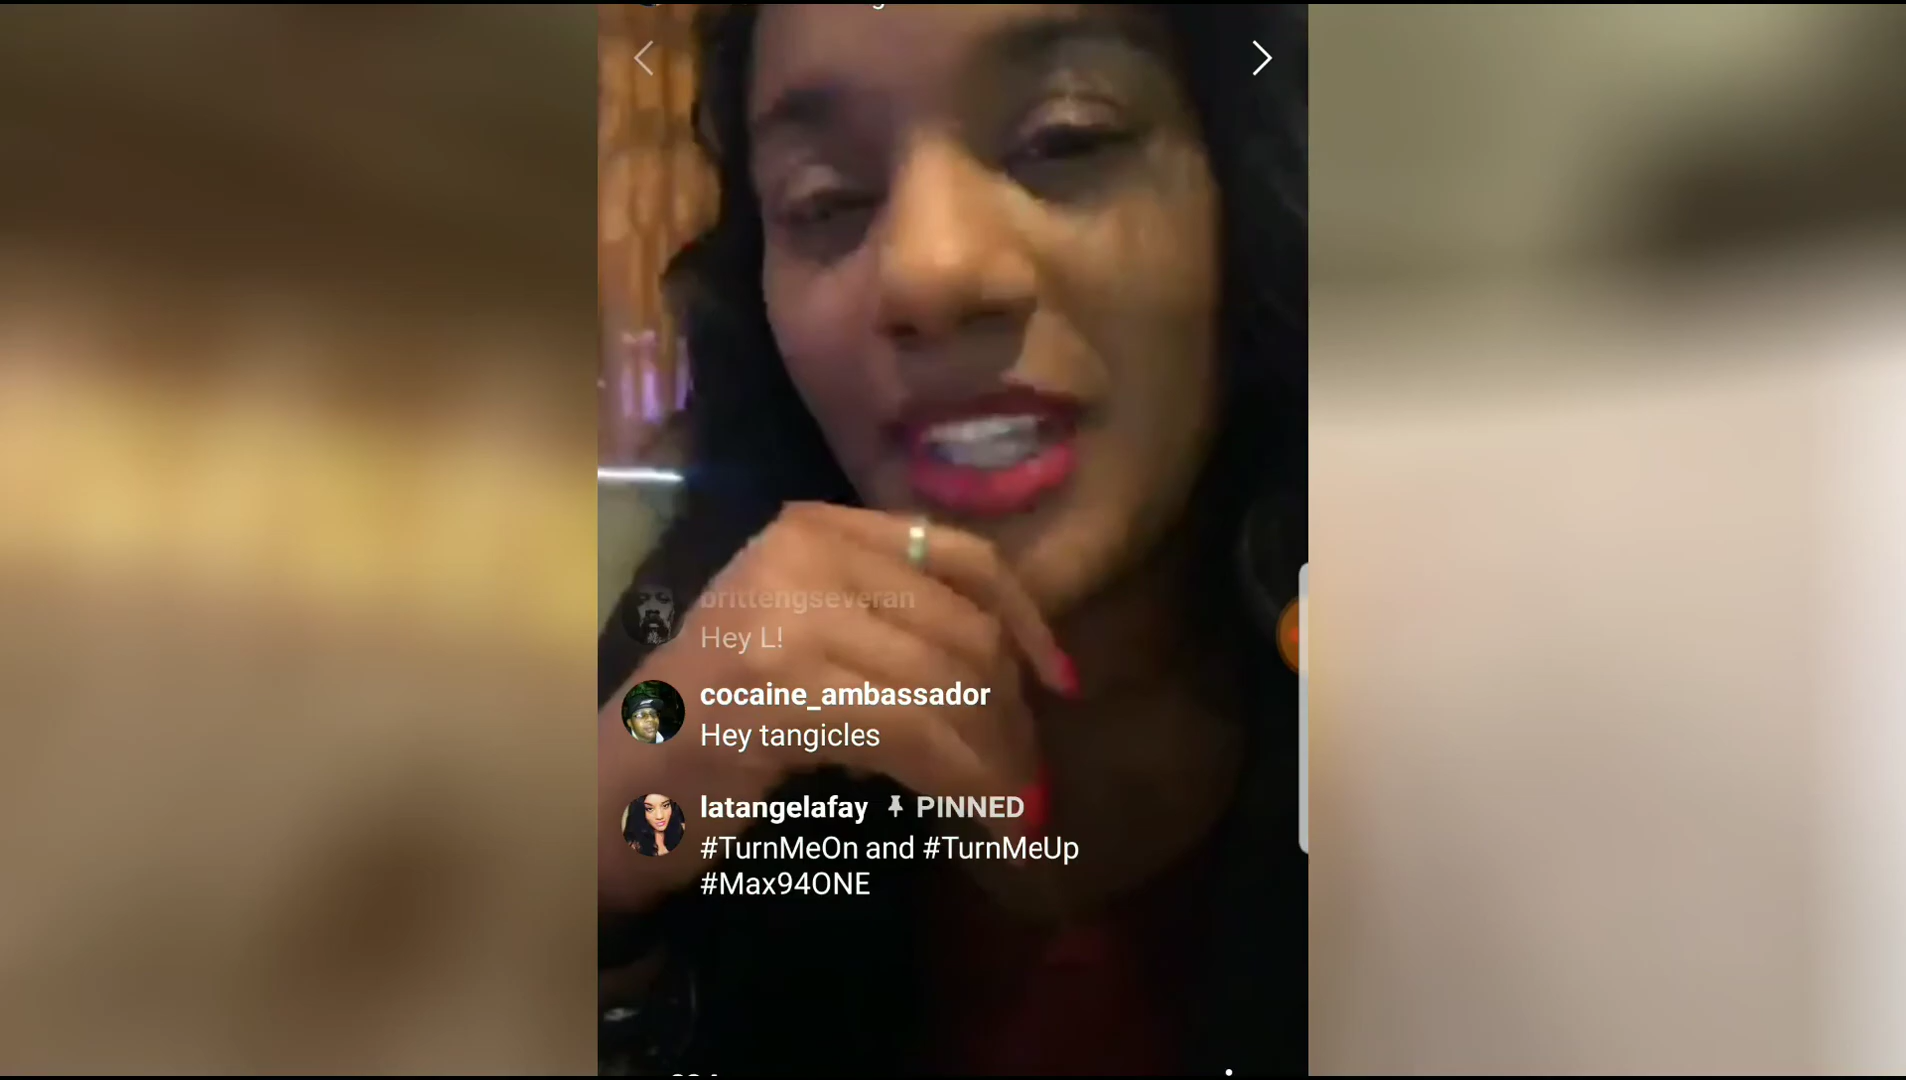 brittengseveran
Hey L!
cocaine_ambassador
Hey tangicles
latangelafay PINNED
#TurnMeOn and #TurnMeUp
#Max94ONE